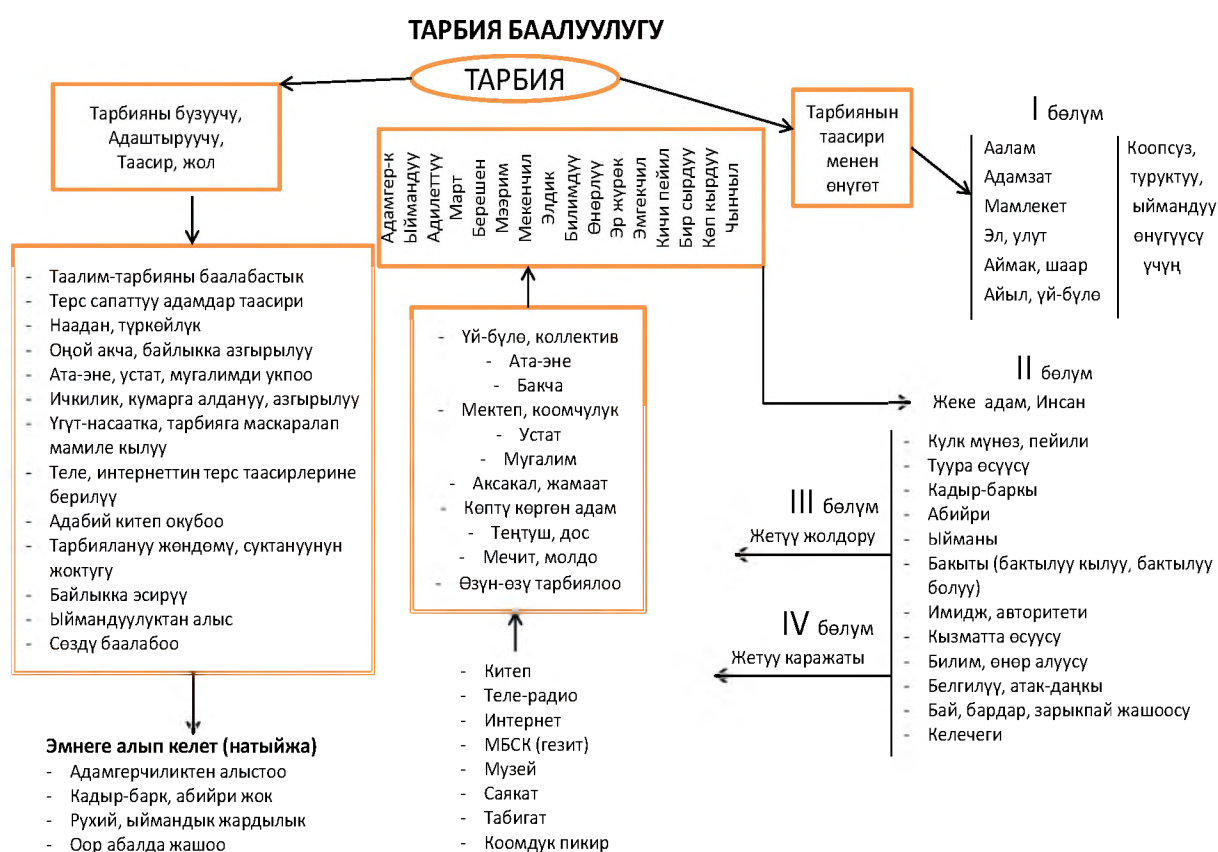 ТАРБИЯ БААЛУУЛУГУ
ТАРБИЯ
Тарбияны бузуучу,
Адаштыруучу,
Таасир, жол
- Таалим-тарбияны баалабастык
- Терс сапаттуу адамдар таасири
- Наадан, түркөйлүк
- Оңой акча, байлыкка азгырылуу
- Ата-эне, устат, мугалимди укпоо
- Ичкилик, кумарга алдануу, азгырылуу
- Үгүт-насаатка, тарбияга маскаралап
мамиле кылуу
- Теле, интернеттин терс таасирлерине
берилүү
- Адабий китеп окубоо
- Тарбиялануу жөндөмү, суктануунун
жоктугу
- Байлыкка эсирүү
- Ыймандуулуктан алыс
- Сөздү баалабоо
Эмнеге алып келет (натыйжа)
- Адамгерчиликтен алыстоо
- Кадыр-барк, абийри жок
- Рухий, ыймандык жардылык
- Оор абалда жашоо
Адамгер-к
Ыймандуу
Адилеттүү
Март
Берешен
Мээрим
Мекенчил
Элдик
Билимдүү
Өнөрлүү
Эр жүрөк
Эмгекчил
Кичи пейил
Бир сырдуу
Көп кырдуу
Чынчыл
- Үй-бүлө, коллектив
- Ата-эне
- Бакча
- Мектеп, коомчулук
- Устат
- Мугалим
- Аксакал, жамаат
- Көптү көргөн адам
- Теңтуш, дос
- Мечит, молдо
- Өзүн-өзү тарбиялоо
- Китеп
- Теле-радио
- Интернет
- МБСК (гезит)
- Музей
- Саякат
- Табигат
- Коомдук пикир
Тарбиянын
таасири
менен
өнүгөт
I бөлүм
Аалам
Адамзат
Мамлекет
Эл, улут
Аймак, шаар
Айыл, үй-бүлө
Коопсуз,
туруктуу,
ыймандуу
өнүгүүсү
үчүң
II бөлүм
Жеке адам, Инсан
- Кулк мүнөз, пейили
- Туура өсүүсү
- Кадыр-баркы
- Абийри
- Ыйманы
- Бакыты (бактылуу кылуу, бактылуу
болуу)
- Имидж, авторитети
- Кызматта өсуусу
- Билим, өнөр алуусу
- Белгилүү, атак-даңкы
- Бай, бардар, зарыкпай жашоосу
- Келечеги
III бөлүм
Жетүү жолдору
IV бөлум
Жетуу каражаты